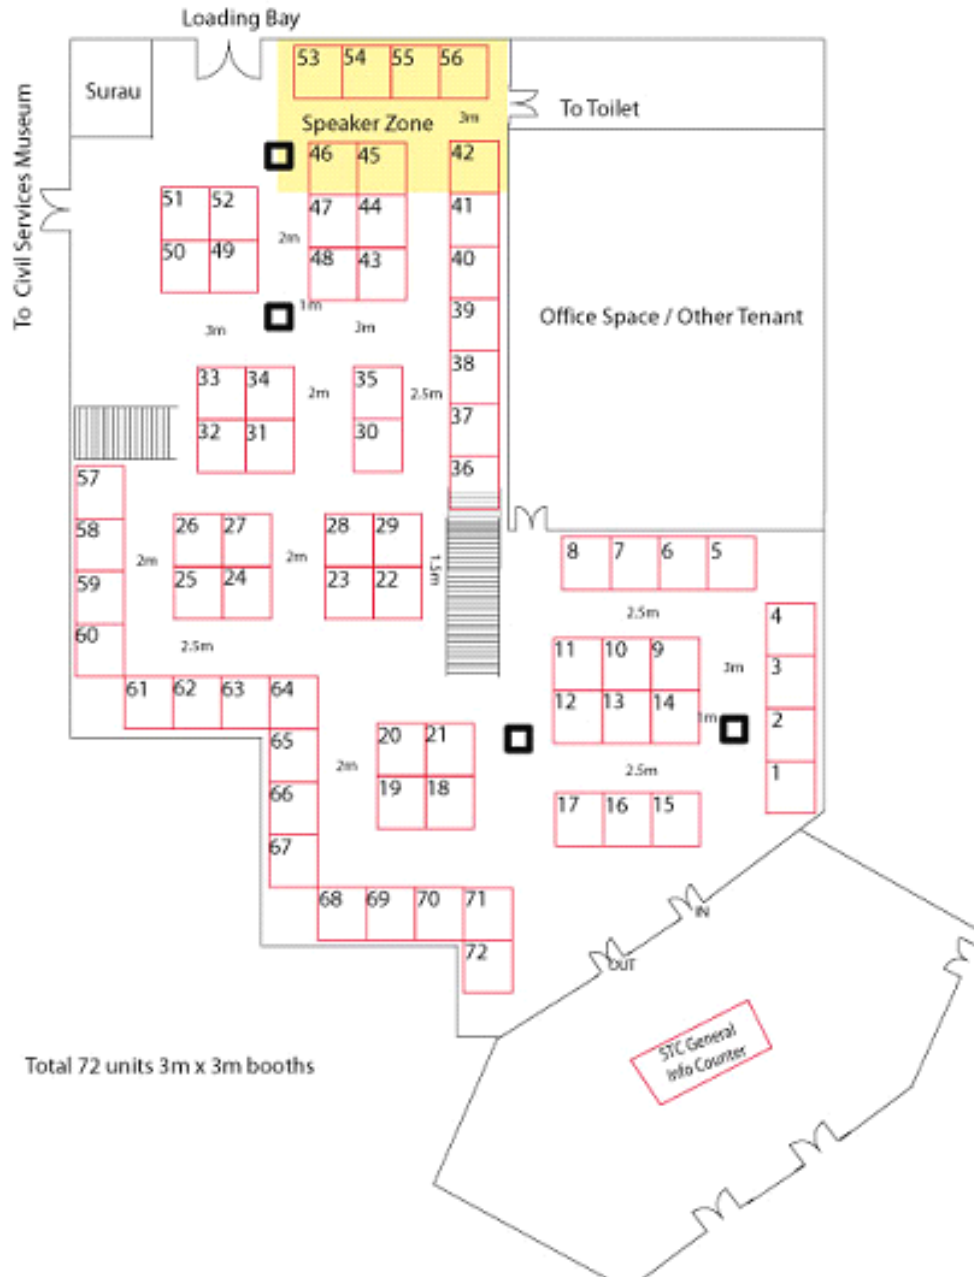 Loading Bay
Surau
53 54 55 56
To Toilet
Speaker Zone
3m
To Civil Services Museum
46 45
42
51 52
47 44
41
2m
50 49
48 43
40
1m
39
3m
3m
Office Space / Other Tenant
33 34
2m
35
2.5m
38
32 31
30
37
36
57
26 27
28 29
58
2m
2m
1.5m
8 7 6 5
25 24
23 22
59
2.5m
4
60
2.5m
11 10 9
3m
3
61 62 63 64
12 13 14
1m
2
65
20 21
2m
2.5m
1
66
19 18
17 16 15
67
68 69 70 71
IN
72
OUT
STC General
Info Counter
Total 72 units 3m x 3m booths